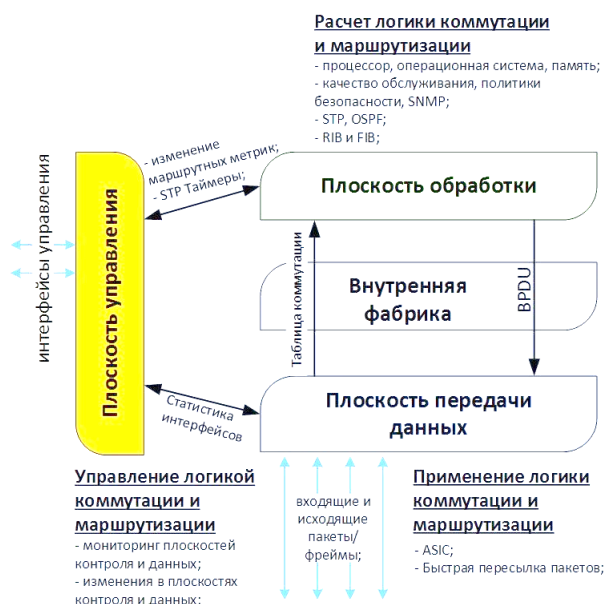 Расчет логики коммутации
и маршрутизации
- процессор, операционная система, память;
- качество обслуживания, политики
безопасности, SNMP;
- STP, OSPF;
- RIB и FIB;
- изменение
маршрутных метрик;
- STP Таймеры;
Плоскость обработки
интерфейсы управления
Плоскость управления
Таблица коммутации
Внутренняя
фабрика
BPDU
Статистика
интерфейсов
Плоскость передачи
данных
Управление логикой
коммутации и
маршрутизации
- мониторинг плоскостей
контроля и данных;
- изменения в плоскостях
контроля и данных;
входящие и
исходящие
пакеты/
фреймы;
Применение логики
коммутации и
маршрутизации
- ASIC;
- Быстрая пересылка пакетов;